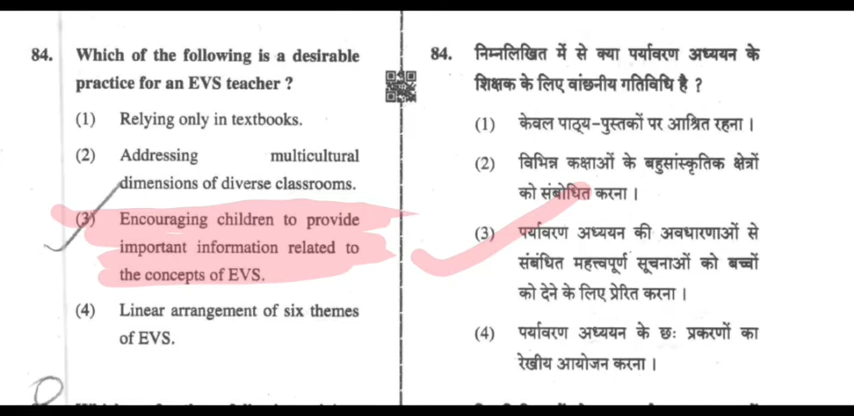 84. Which of the following is a desirable
practice for an EVS teacher ?
(1) Relying only in textbooks.
(2) Addressing multicultural
dimensions of diverse classrooms.
(3) Encouraging children to provide
important information related to
the concepts of EVS.
(4) Linear arrangement of six themes
of EVS.
84. निम्नलिखित में से क्या पर्यावरण अध्ययन के
शिक्षक के लिए वांछनीय गतिविधि है ?
(1) केवल पाठ्य-पुस्तकों पर आश्रित रहना ।
(2) विभिन्न कक्षाओं के बहुसांस्कृतिक क्षेत्रों
को संबोधित करना ।
(3) पर्यावरण अध्ययन की अवधारणाओं से
संबंधित महत्त्वपूर्ण सूचनाओं को बच्चों
को देने के लिए प्रेरित करना ।
(4) पर्यावरण अध्ययन के छः प्रकरणों का
रेखीय आयोजन करना ।